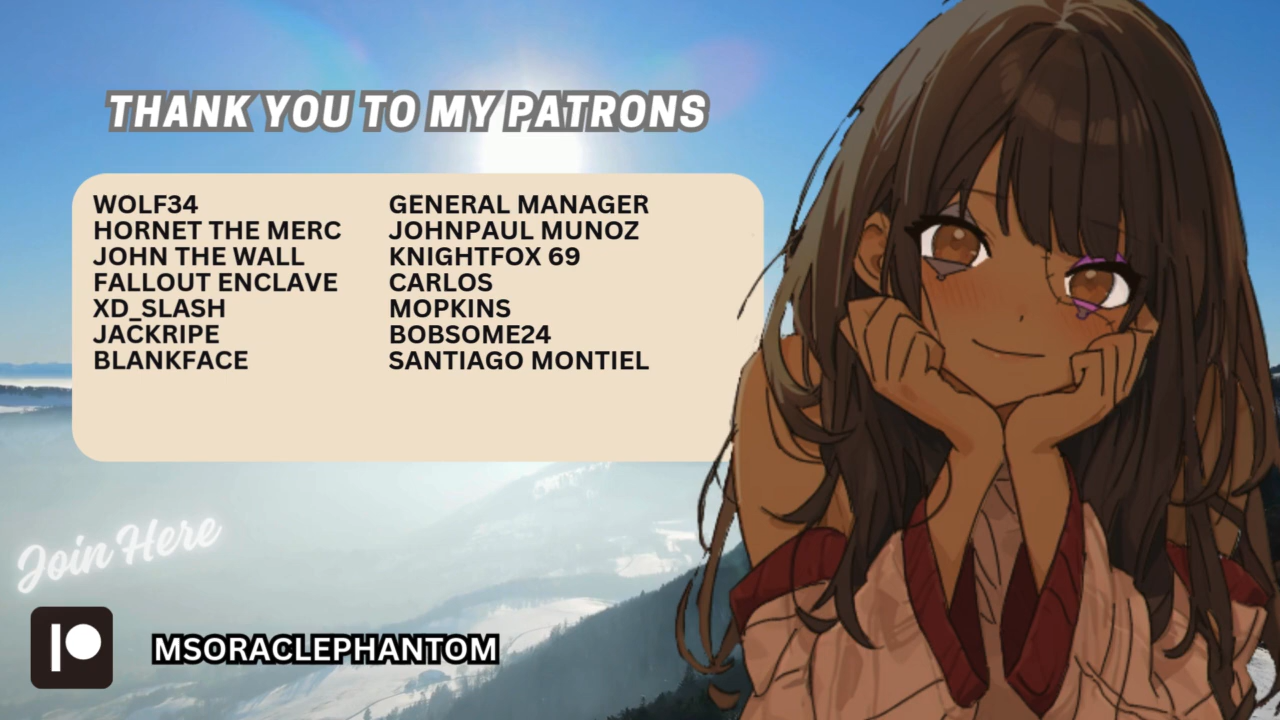 THANK YOU TO MY PATRONS
WOLF34
HORNET THE MERC
JOHN THE WALL
FALLOUT ENCLAVE
XD_SLASH
JACKRIPE
BLANKFACE
GENERAL MANAGER
JOHNPAUL MUNOZ
KNIGHTFOX 69
CARLOS
MOPKINS
BOBSOME24
SANTIAGO MONTIEL
Join Here
MSORACLEPHANTOM